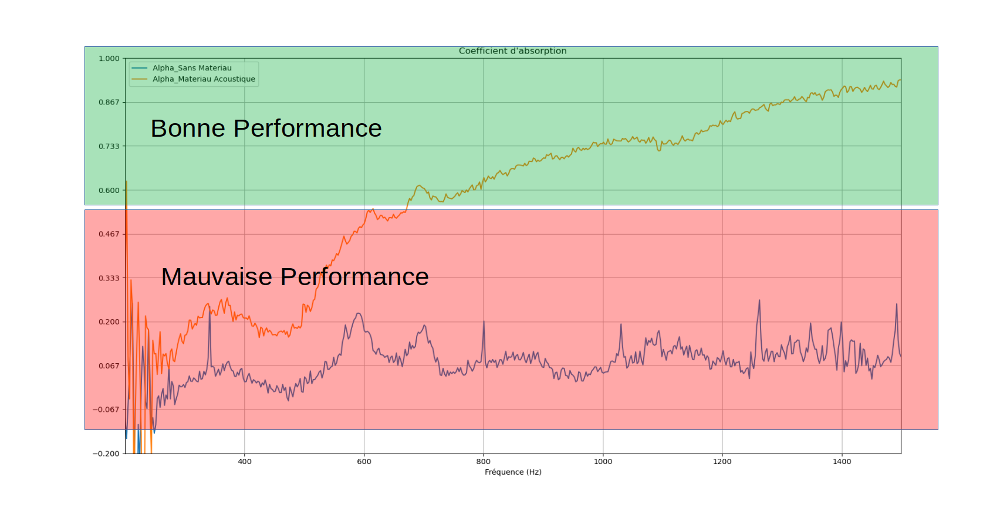 Coefficient d'absorption
1.000
Alpha_Sans Materiau
Alpha_Materiau Acoustique
0.867
Bonne Performance
0.733
0.600
0.467
Mauvaise Performance
0.333
0.200
0.067
−0.067
−0.200
400 600 800 1000 1200 1400
Fréquence (Hz)